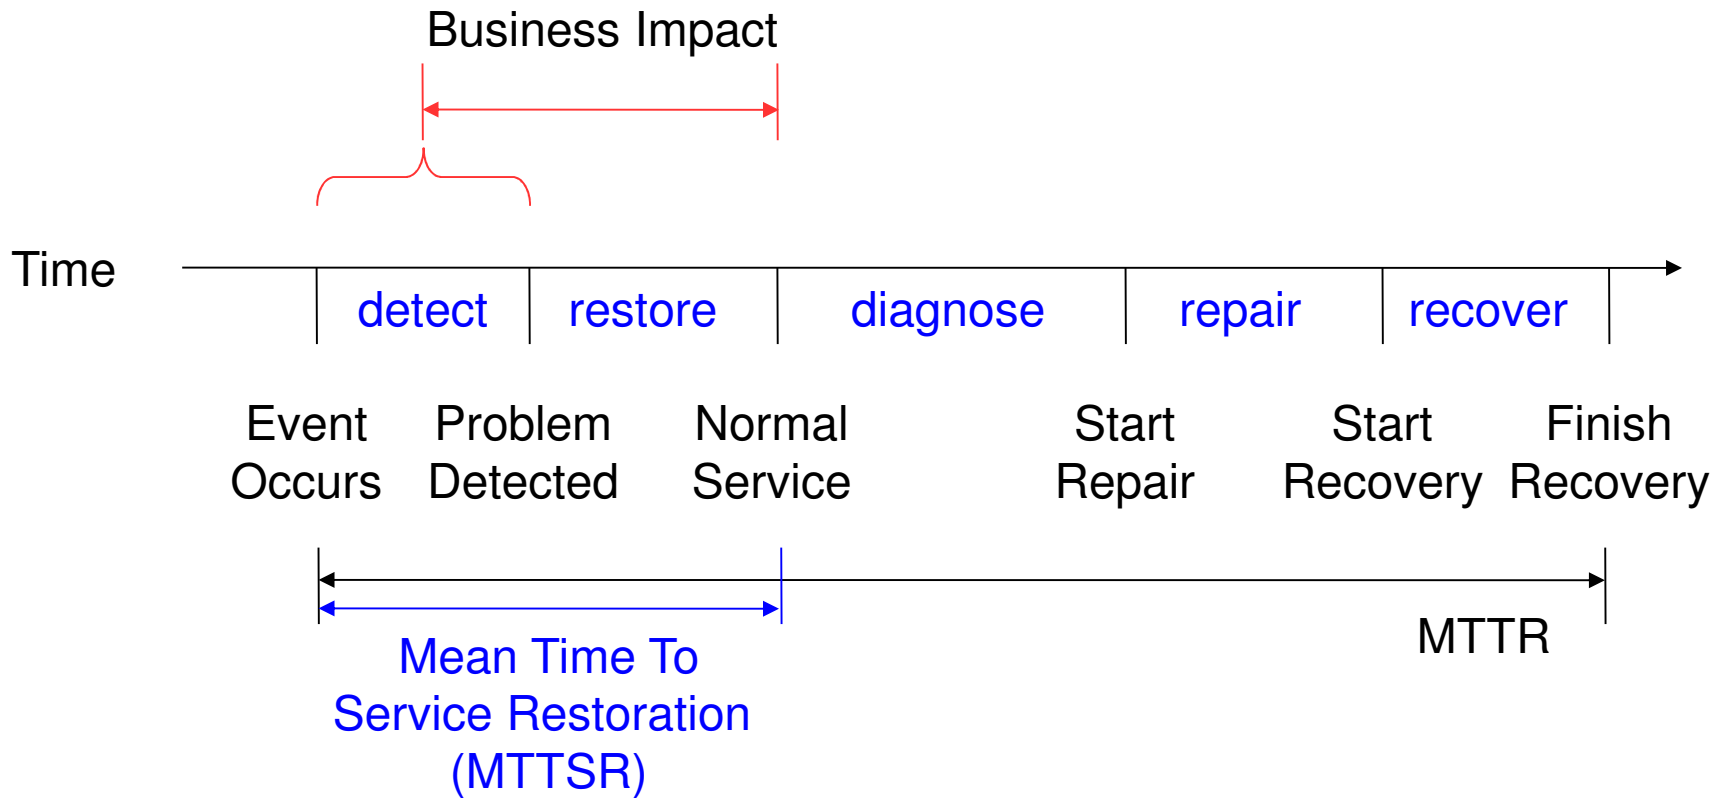 Business Impact
Time
detect restore diagnose repair recover
Event Problem Normal Start Start Finish
Occurs Detected Service Repair Recovery Recovery
MTTR
Mean Time To
Service Restoration
(MTTSR)